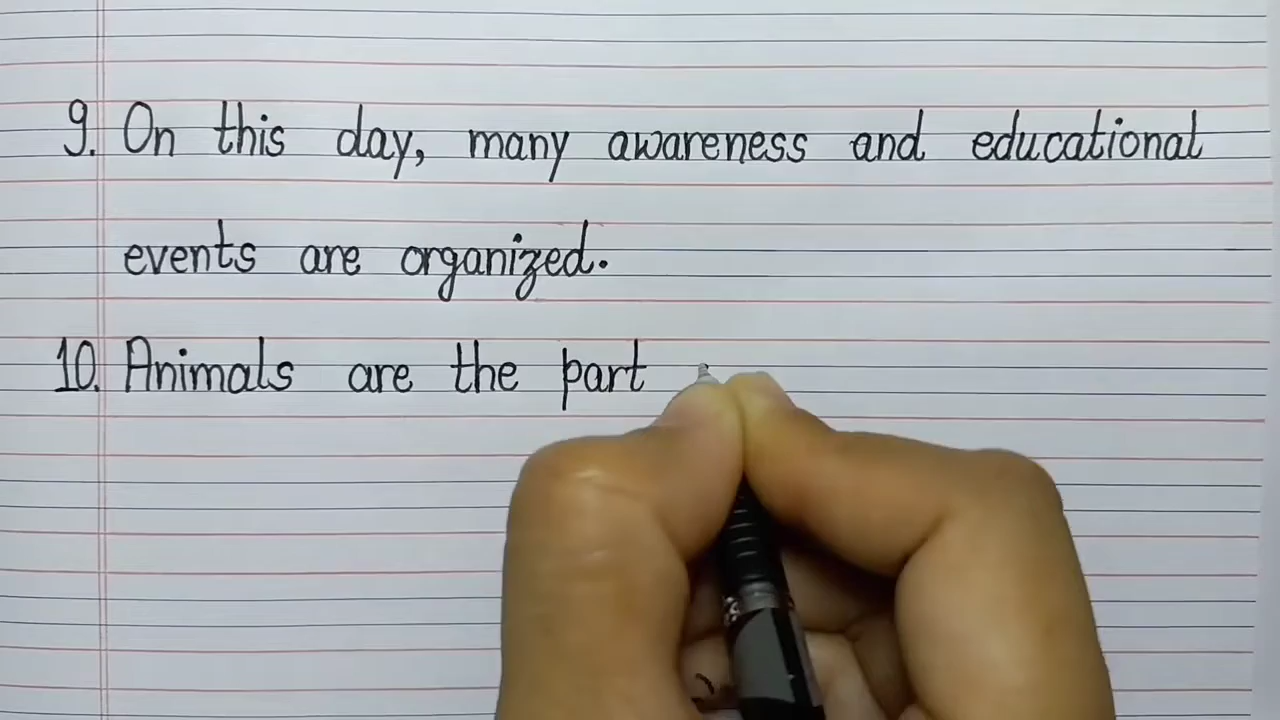 9. On this day, many awareness and educational
events are organized.
10. Animals are the part